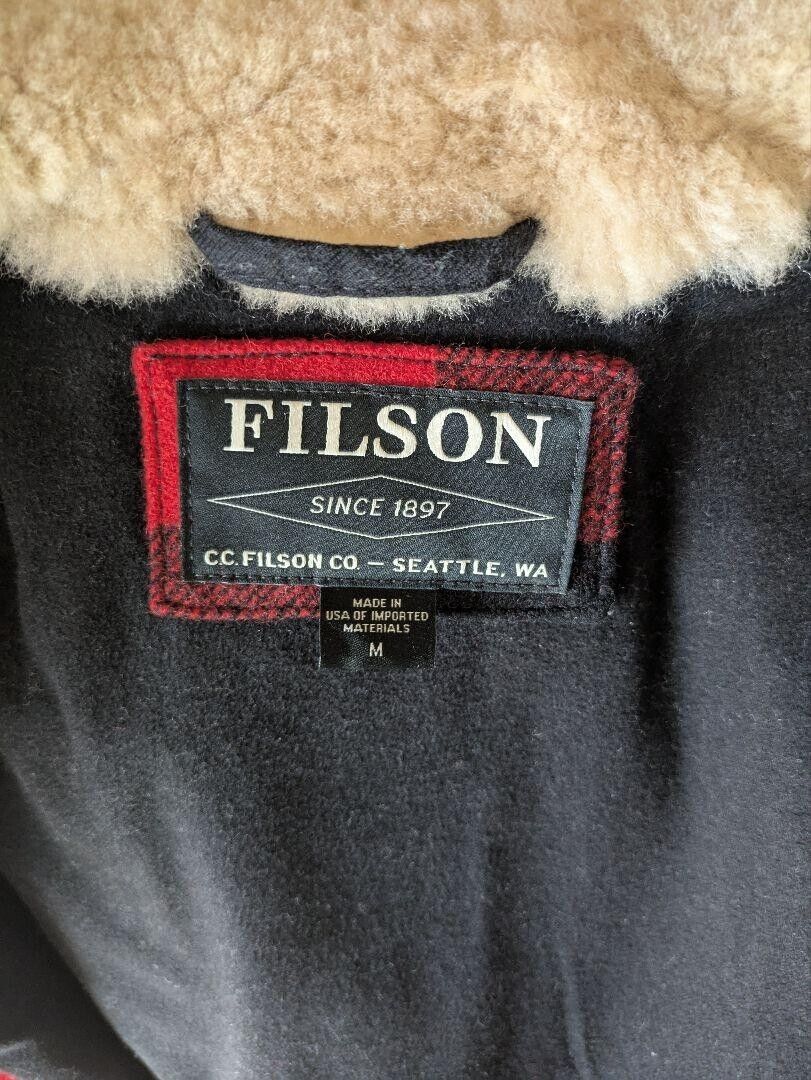 FILSON
SINCE 1897
C.C. FILSON CO. — SEATTLE, WA
MADE IN
USA OF IMPORTED
MATERIALS
M